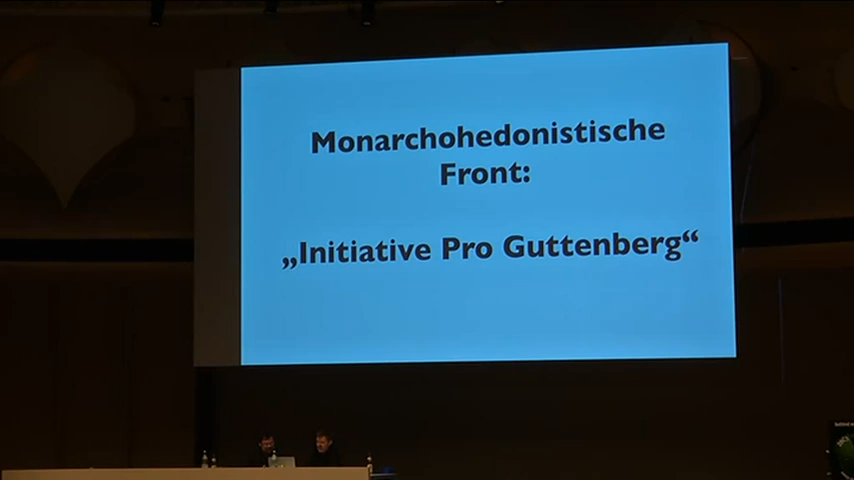 Monarchohedonistische
Front:
„Initiative Pro Guttenberg“